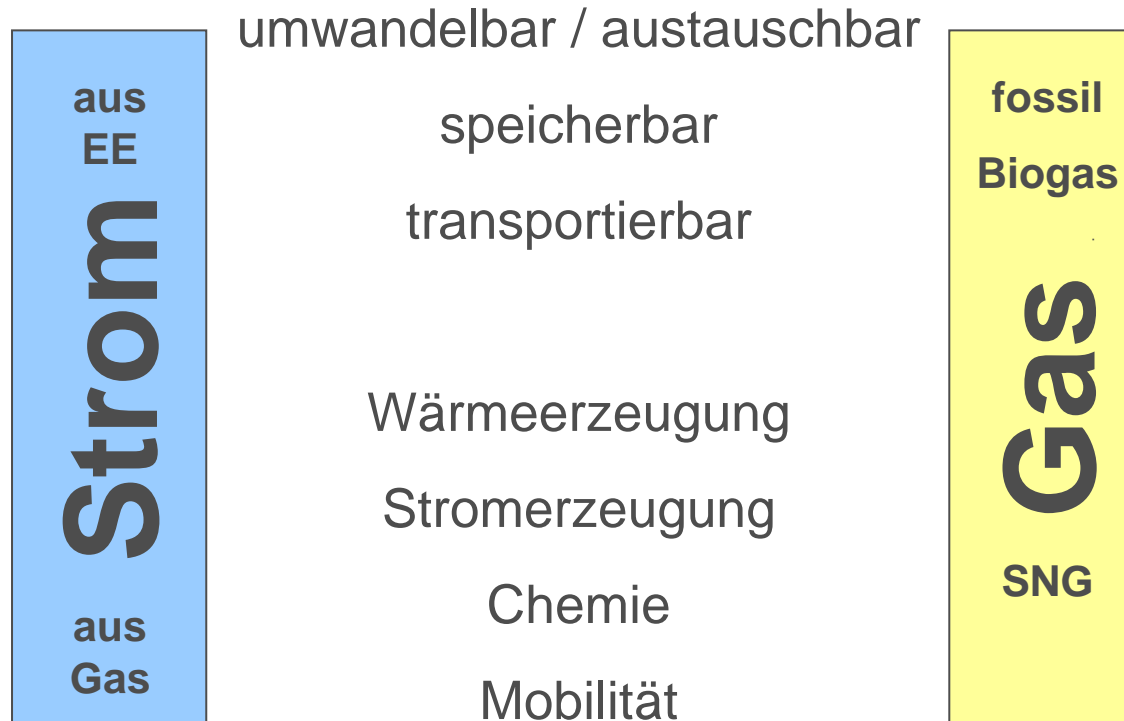 umwandelbar / austauschbar
speicherbar
transportierbar
Wärmeerzeugung
Stromerzeugung
Chemie
Mobilität
aus
EE
Strom
aus
Gas
fossil
Biogas
Gas
SNG